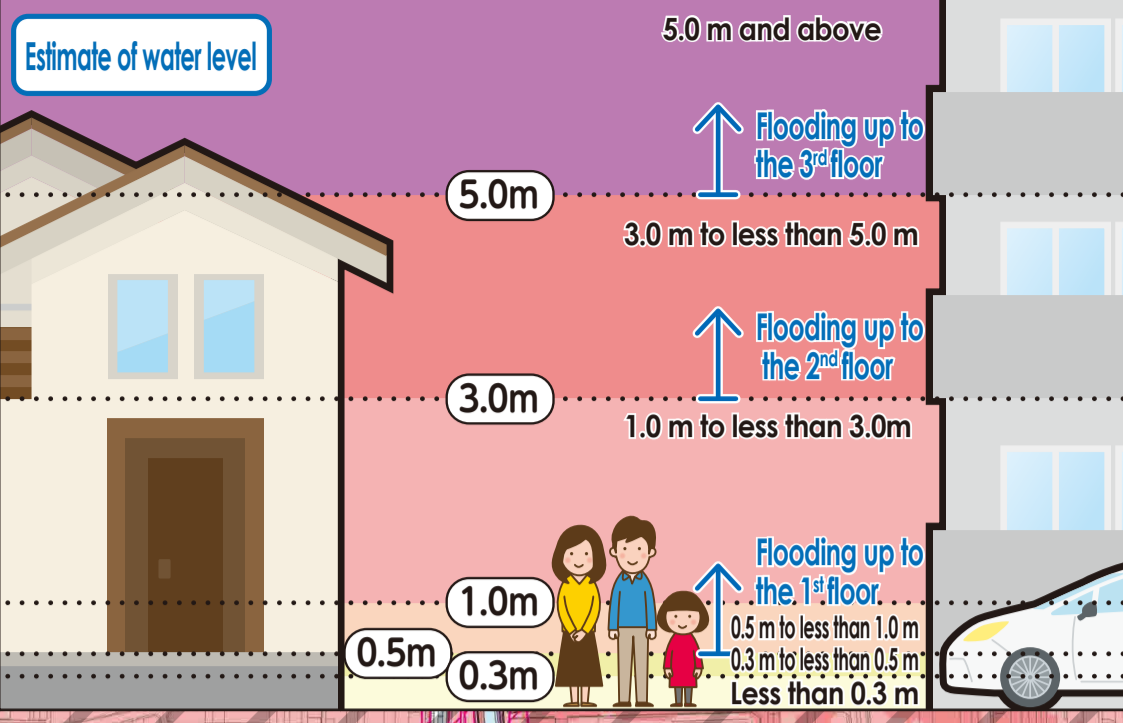 Estimate of water level
5.0 m and above
Flooding up to
the 3rd floor
5.0m
3.0 m to less than 5.0 m
Flooding up to
the 2nd floor
3.0m
1.0 m to less than 3.0m
Flooding up to
the 1st floor
1.0m
0.5 m to less than 1.0 m
0.5m
0.3 m to less than 0.5 m
0.3m
Less than 0.3 m